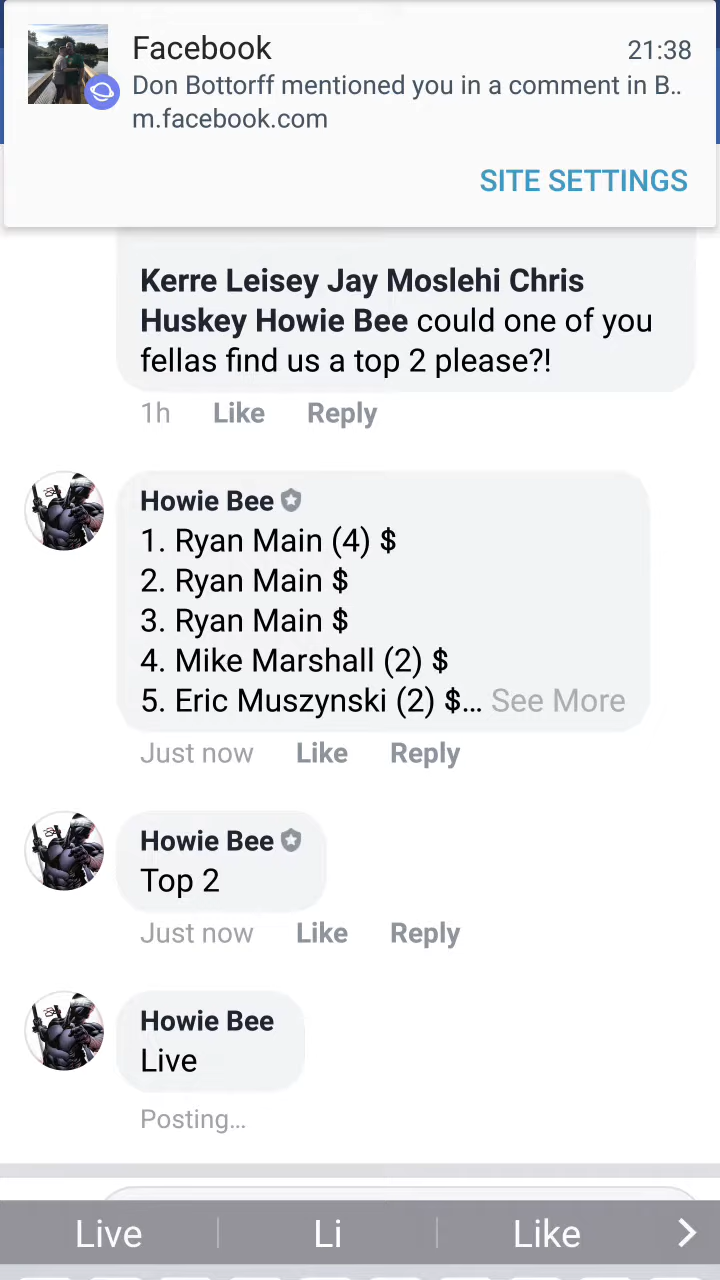 Facebook
21:38
Don Bottorff mentioned you in a comment in B..
m.facebook.com
SITE SETTINGS
Kerre Leisey Jay Moslehi Chris
Huskey Howie Bee could one of you
fellas find us a top 2 please?!
1h Like Reply
Howie Bee
1. Ryan Main (4) $
2. Ryan Main $
3. Ryan Main $
4. Mike Marshall (2) $
5. Eric Muszynski (2) $... See More
Just now Like Reply
Howie Bee
Top 2
Just now Like Reply
Howie Bee
Live
Posting...
Live Li Like